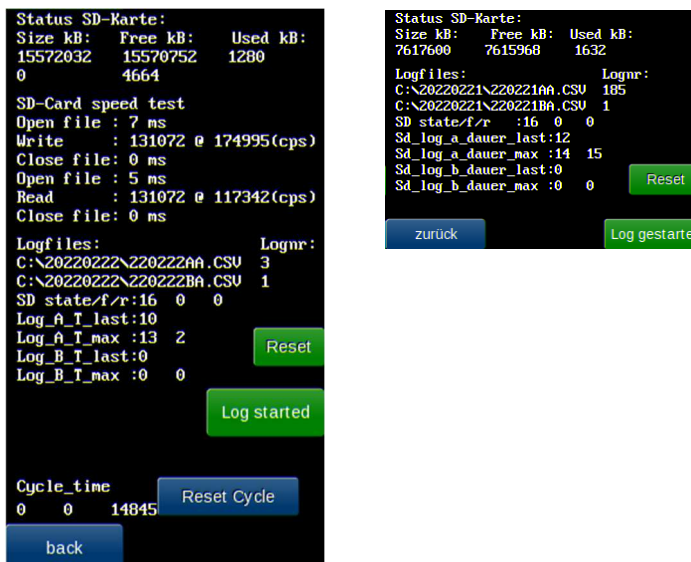 Status SD-Karte:
Size kB: Free kB: Used kB:
15572032 15570752 1280
0 4664
SD-Card speed test
Open file : 7 ms
Write : 131072 @ 174995(cps)
Close file: 0 ms
Open file : 5 ms
Read : 131072 @ 117342(cps)
Close file: 0 ms
Logfiles: Lognr:
C:\20220222\220222AA.CSV 3
C:\20220222\220222BA.CSV 1
SD state/f/r:16 0 0
Log_A_T_last:10
Log_A_T_max :13 2
Log_B_T_last:0
Log_B_T_max :0 0
Reset
Log started
Cycle_time
0 0 14845
Reset Cycle
back
Status SD-Karte:
Size kB: Free kB: Used kB:
7617600 7615968 1632
Logfiles: Lognr:
C:\20220221\220221AA.CSV 185
C:\20220221\220221BA.CSV 1
SD state/f/r :16 0 0
Sd_log_a_dauer_last:12
Sd_log_a_dauer_max :14 15
Sd_log_b_dauer_last:0
Sd_log_b_dauer_max :0 0
Reset
zurück
Log gestarte